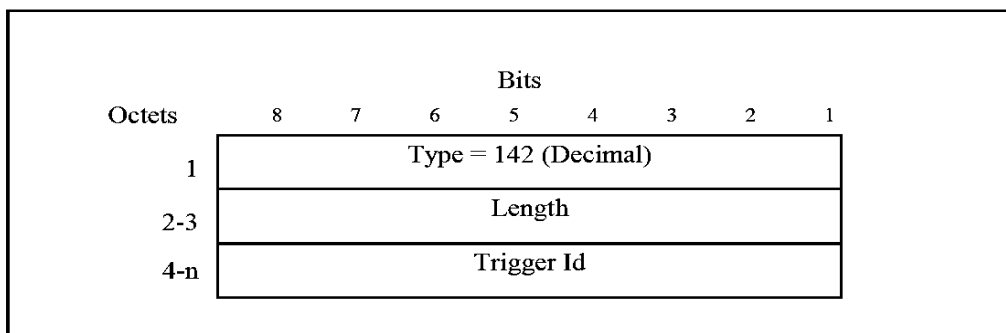 Bits
Octets 8 7 6 5 4 3 2 1
1 Type = 142 (Decimal)
2-3 Length
4-n Trigger Id